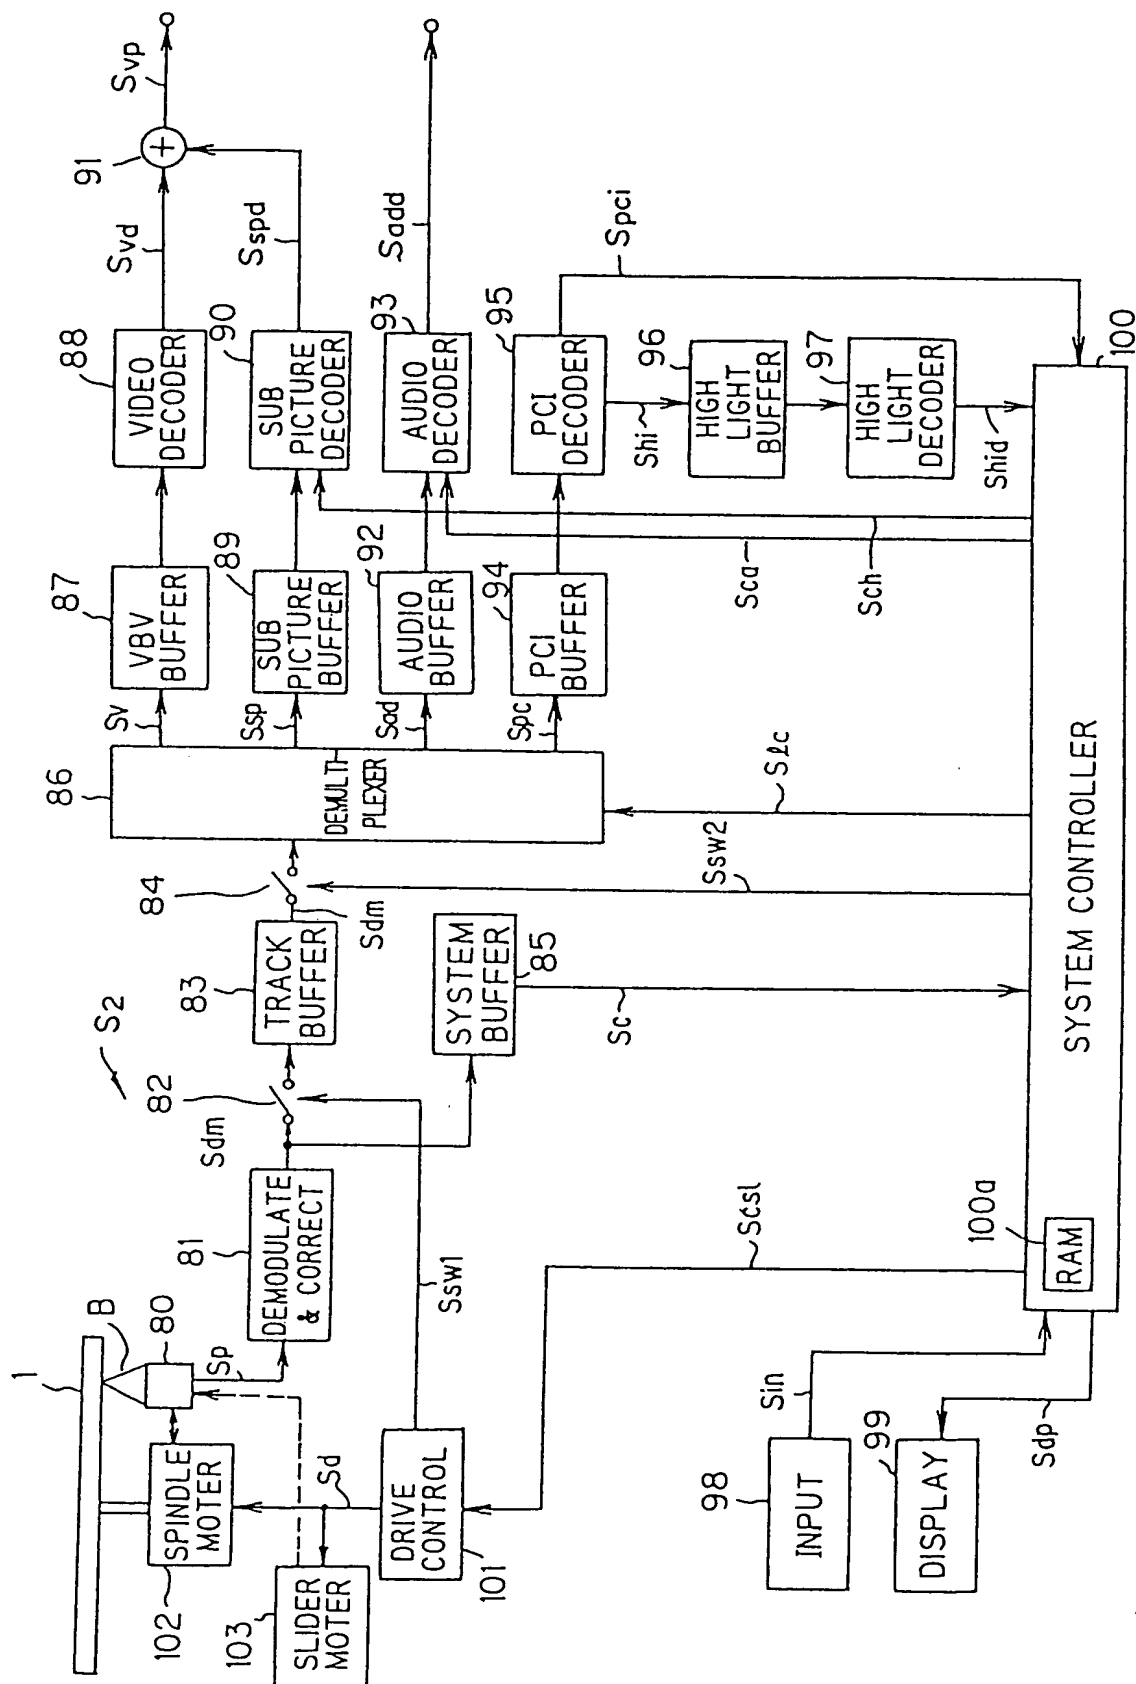 1
B
80
Sp
SPINDLE
MOTER
102
SLIDER
MOTER
103
Sd
DRIVE
CONTROL
101
DEMODULATE
& CORRECT
81
Sdm
82
S2
Ssw1
TRACK
BUFFER
83
84
Sdm
SYSTEM
BUFFER
85
Sc
Ssw2
Slc
DEMULTI
PLEXER
86
Sv
Ssp
Sad
Spc
VBV
BUFFER
87
SUB
PICTURE
BUFFER
89
AUDIO
BUFFER
92
PCI
BUFFER
94
VIDEO
DECODER
88
SUB
PICTURE
DECODER
90
AUDIO
DECODER
93
PCI
DECODER
95
Svd
Sspd
91
+
Svp
Sadd
Spci
Shi
HIGH
LIGHT
BUFFER
96
HIGH
LIGHT
DECODER
97
Shid
Sca
Sch
Scsl
INPUT
98
Sin
DISPLAY
99
Sdp
RAM
100a
SYSTEM CONTROLLER
100